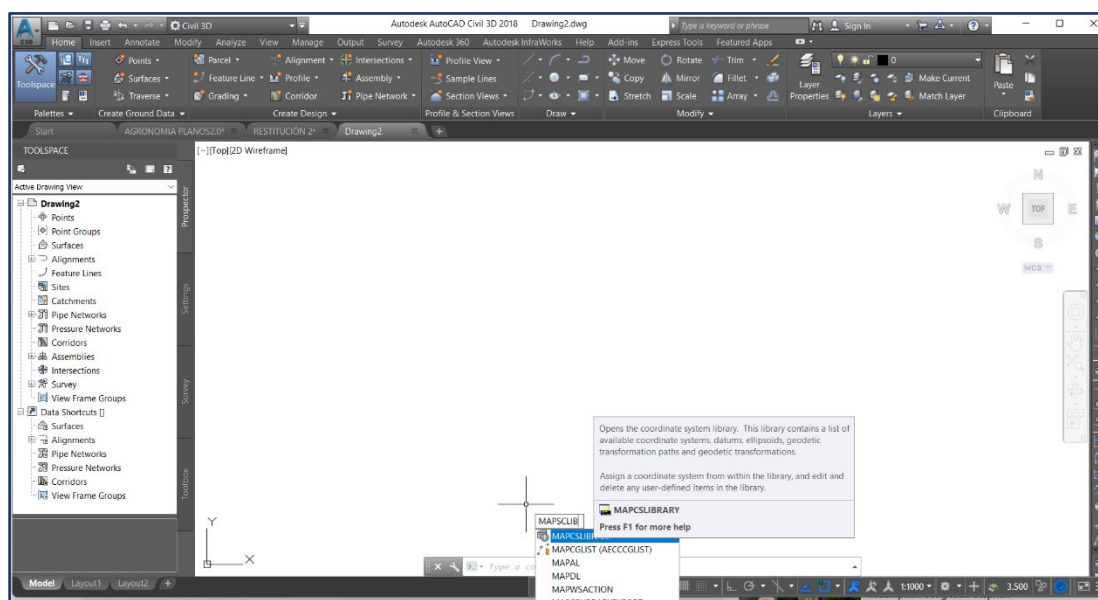 Civil 3D
Autodesk AutoCAD Civil 3D 2018 Drawing2.dwg
Type a keyword or phrase
Sign In
C3D
Home Insert Annotate Modify Analyze View Manage Output Survey Autodesk 360 Autodesk InfraWorks Help Add-ins Express Tools Featured Apps
Toolspace
Points Parcel Alignment Intersections Profile View Move Rotate Trim 0
Surfaces Feature Line Profile Assembly Sample Lines Copy Mirror Fillet Make Current
Traverse Grading Corridor Pipe Network Section Views Stretch Scale Array Match Layer
Layer Properties
Paste
Palettes Create Ground Data Create Design Profile & Section Views Draw Modify Layers Clipboard
Start AGRONOMIA PLANOS2.0* RESTITUCIÓN 2* Drawing2
TOOLSPACE
[-][Top][2D Wireframe]
Active Drawing View
Drawing2
Points
Point Groups
Surfaces
Alignments
Feature Lines
Sites
Catchments
Pipe Networks
Pressure Networks
Corridors
Assemblies
Intersections
Survey
View Frame Groups
Data Shortcuts []
Surfaces
Alignments
Pipe Networks
Pressure Networks
Corridors
View Frame Groups
Prospector
Settings
Survey
Toolbox
N
W TOP E
S
WCS
Opens the coordinate system library. This library contains a list of
available coordinate systems, datums, ellipsoids, geodetic
transformation paths and geodetic transformations.
Assign a coordinate system from within the library, and edit and
delete any user-defined items in the library.
MAPCSLIBRARY
Press F1 for more help
MAPSCLIB
MAPCSLIBRARY
MAPCGLIST (AECCCGLIST)
MAPAL
MAPDL
MAPWSACTION
Y
X
Type a co
Model Layout1 Layout2 +
1:1000 3.500